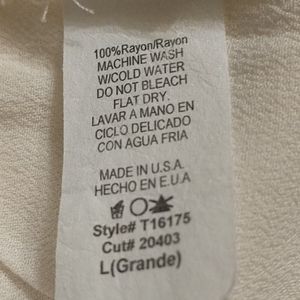 100%Rayon/Rayon
MACHINE WASH
W/COLD WATER
DO NOT BLEACH
FLAT DRY.
LAVAR A MANO EN
CICLO DELICADO
CON AGUA FRIA
MADE IN U.S.A.
HECHO EN E.U.A
Style# T16175
Cut# 20403
L(Grande)